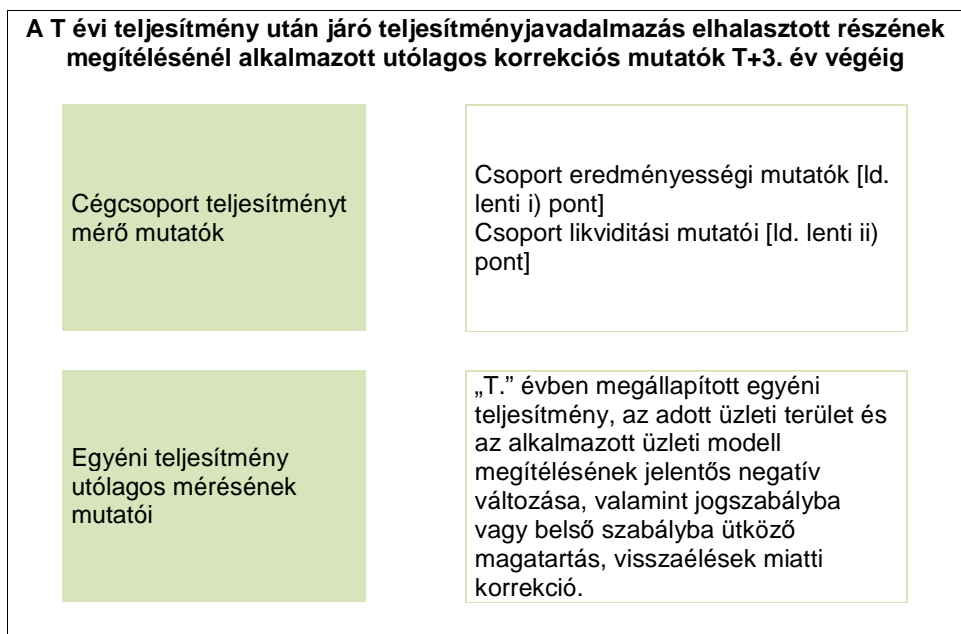 A T évi teljesítmény után járó teljesítményjavadalmazás elhalasztott részének
megítélésénél alkalmazott utólagos korrekciós mutatók T+3. év végéig
Cégcsoport teljesítményt
mérő mutatók
Csoport eredményességi mutatók [ld.
lenti i) pont]
Csoport likviditási mutatói [ld. lenti ii)
pont]
Egyéni teljesítmény
utólagos mérésének
mutatói
„T.” évben megállapított egyéni
teljesítmény, az adott üzleti terület és
az alkalmazott üzleti modell
megítélésének jelentős negatív
változása, valamint jogszabályba
vagy belső szabályba ütköző
magatartás, visszaélések miatti
korrekció.